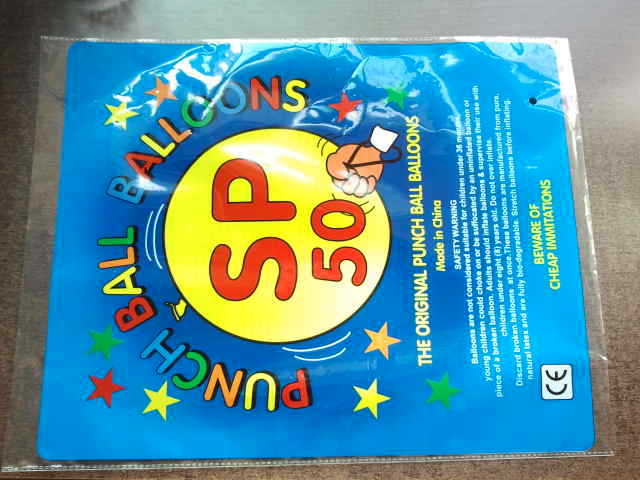 PUNCH BALL BALLOONS
SP
50
THE ORIGINAL PUNCH BALL BALLOONS
Made in China
SAFETY WARNING
Balloons are not considered suitable for children under 36 months,
young children could choke on or be suffocated by an uninflated balloon or
piece of a broken balloon. Adults should inflate balloons & supervise their use with
children under eight (8) years old. Do not over inflate.
Discard broken balloons at once. These balloons are manufactured from pure,
natural latex and are fully bio-degradable. Stretch balloons before inflating.
BEWARE OF
CHEAP IMMITATIONS
CE